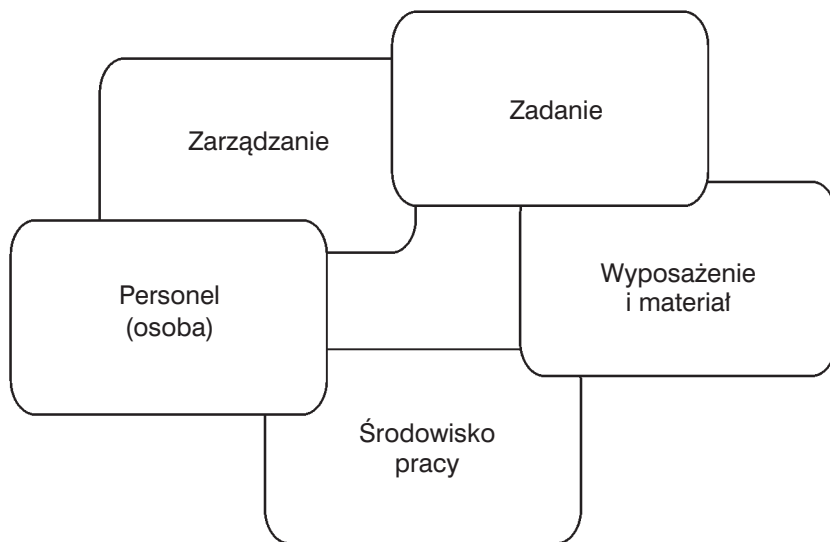 Zadanie
Zarządzanie
Wyposażenie
i materiał
Personel
(osoba)
Środowisko
pracy